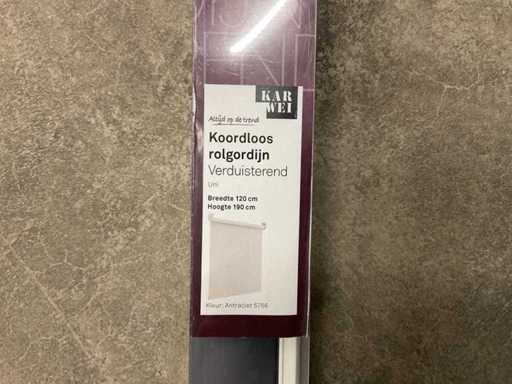 KAR
WEI
Altijd op de trend
Koordloos
rolgordijn
Verduisterend
Uni
Breedte 120 cm
Hoogte 190 cm
Kleur: Antraciet 5766